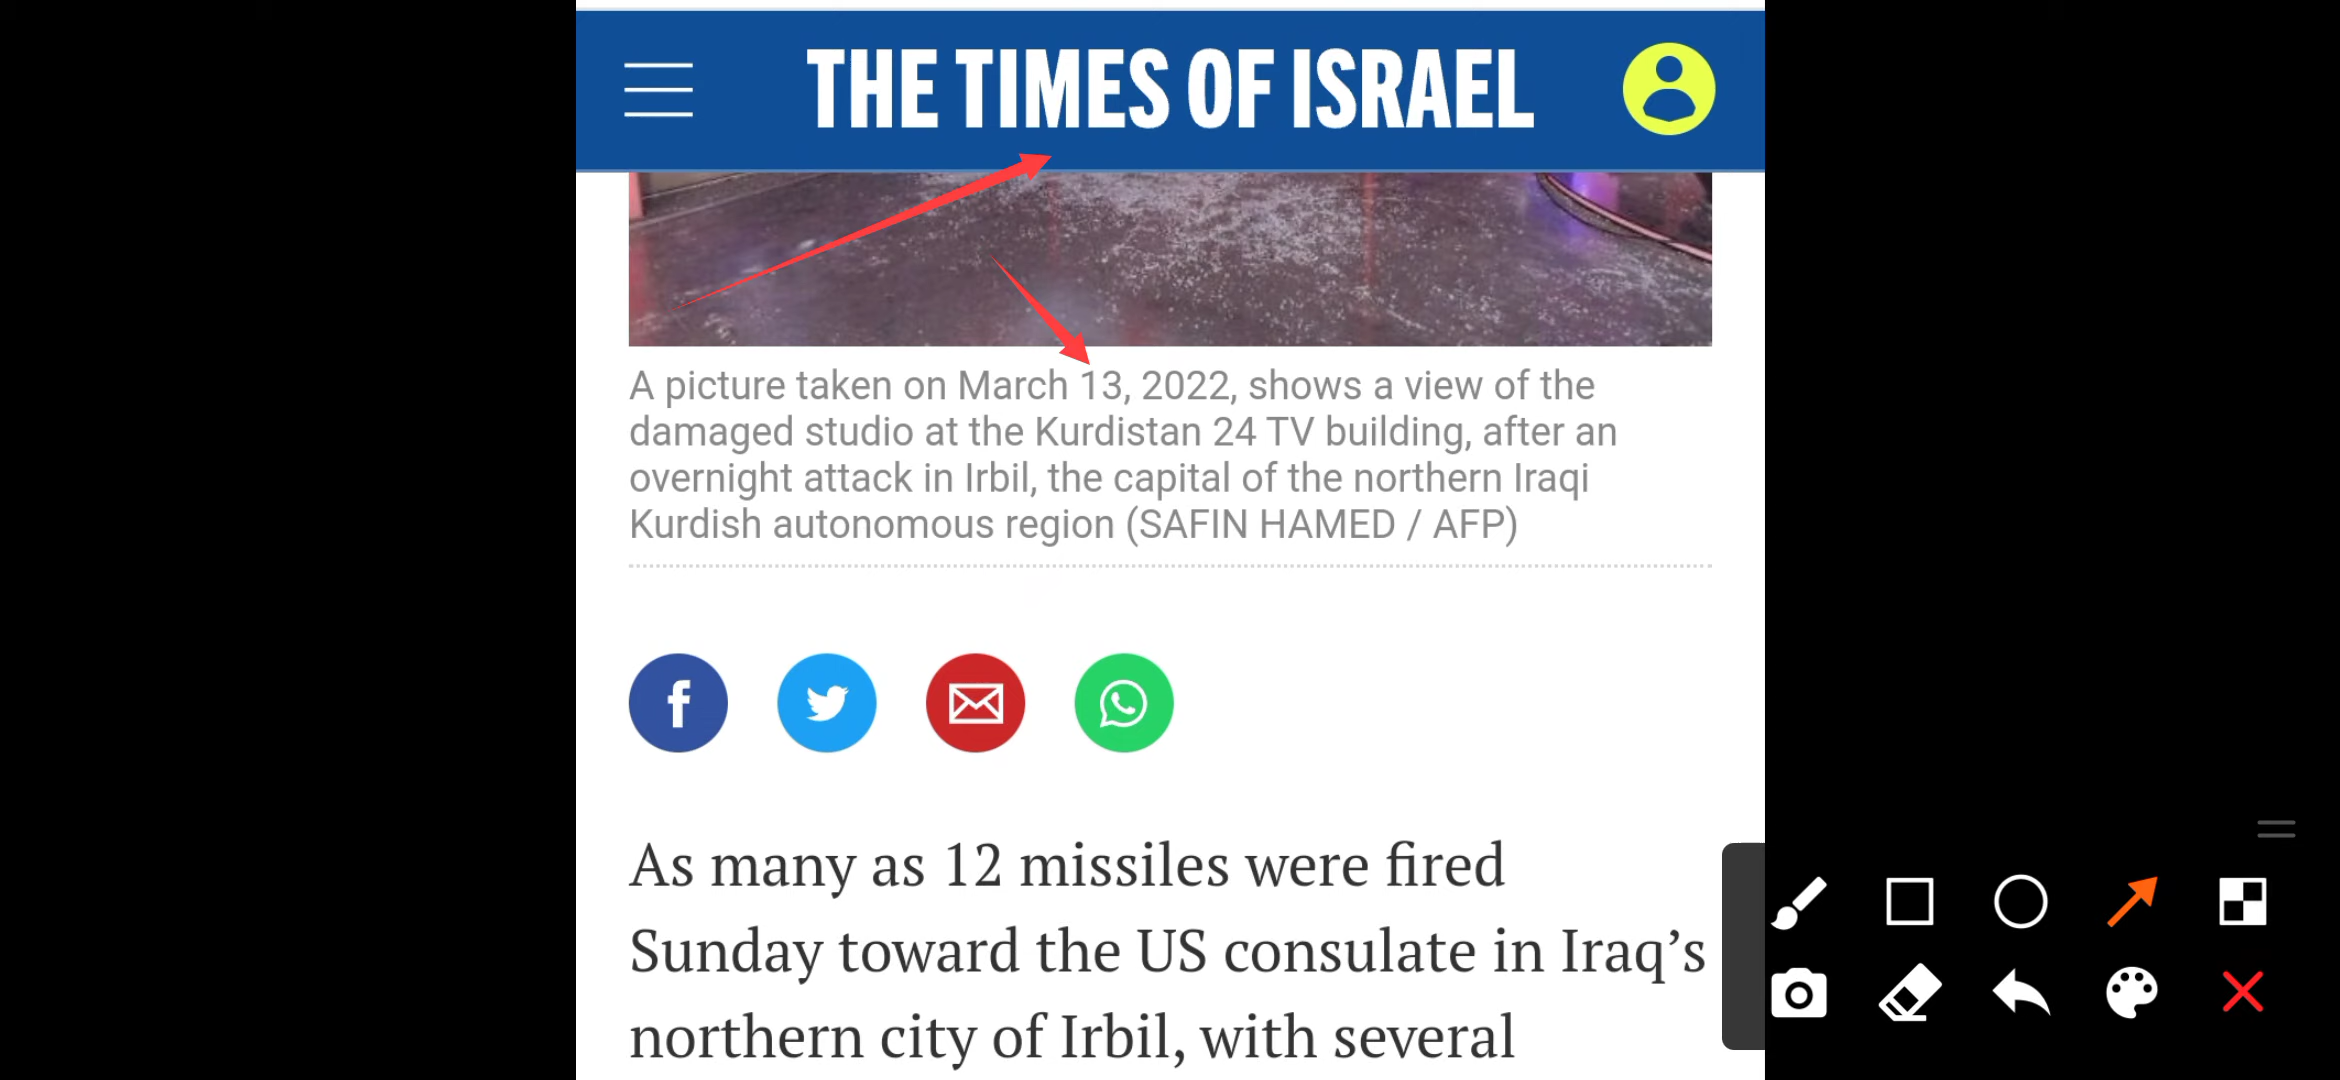 THE TIMES OF ISRAEL
A picture taken on March 13, 2022, shows a view of the
damaged studio at the Kurdistan 24 TV building, after an
overnight attack in Irbil, the capital of the northern Iraqi
Kurdish autonomous region (SAFIN HAMED / AFP)
As many as 12 missiles were fired
Sunday toward the US consulate in Iraq’s
northern city of Irbil, with several